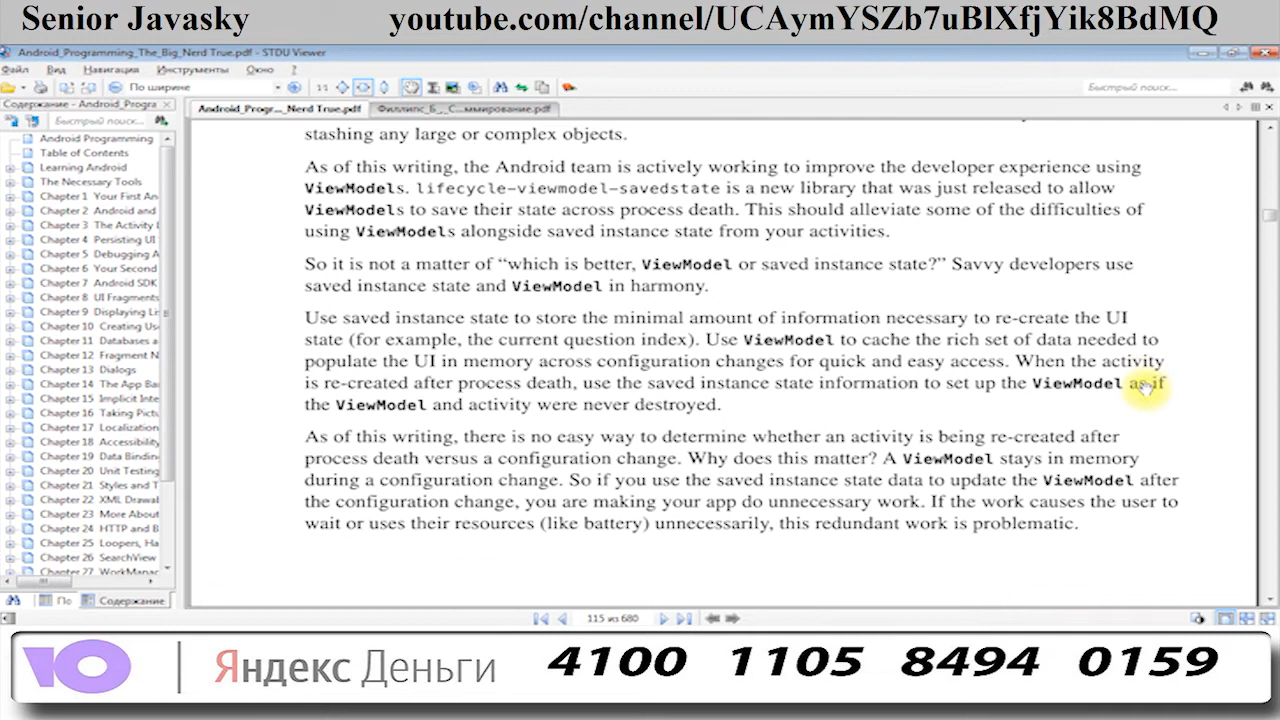 Senior Javasky youtube.com/channel/UCAymYSZb7uBlXfjYik8BdMQ
Android_Programming_The_Big_Nerd True.pdf - STDU Viewer
Файл Вид Навигация Инструменты Окно ?
По ширине Быстрый поиск...
Содержание - Android_Progra
Android_Progr..._Nerd True.pdf Филлипс_Б_,_С...ммирование.pdf
Быстрый поиск...
Android Programming
Table of Contents
Learning Android
The Necessary Tools
Chapter 1 Your First An
Chapter 2 Android and
Chapter 3 The Activity L
Chapter 4 Persisting UI
Chapter 5 Debugging A
Chapter 6 Your Second
Chapter 7 Android SDK
Chapter 8 UI Fragments
Chapter 9 Displaying Lis
Chapter 10 Creating Use
Chapter 11 Databases a
Chapter 12 Fragment N
Chapter 13 Dialogs
Chapter 14 The App Ba
Chapter 15 Implicit Inte
Chapter 16 Taking Pictu
Chapter 17 Localization
Chapter 18 Accessibility
Chapter 19 Data Bindin
Chapter 20 Unit Testing
Chapter 21 Styles and T
Chapter 22 XML Drawal
Chapter 23 More About
Chapter 24 HTTP and B
Chapter 25 Loopers, Ha
Chapter 26 SearchView
Chapter 27 WorkManag
По Содержание
stashing any large or complex objects.
As of this writing, the Android team is actively working to improve the developer experience using
ViewModels. lifecycle-viewmodel-savedstate is a new library that was just released to allow
ViewModels to save their state across process death. This should alleviate some of the difficulties of
using ViewModels alongside saved instance state from your activities.
So it is not a matter of “which is better, ViewModel or saved instance state?” Savvy developers use
saved instance state and ViewModel in harmony.
Use saved instance state to store the minimal amount of information necessary to re-create the UI
state (for example, the current question index). Use ViewModel to cache the rich set of data needed to
populate the UI in memory across configuration changes for quick and easy access. When the activity
is re-created after process death, use the saved instance state information to set up the ViewModel as if
the ViewModel and activity were never destroyed.
As of this writing, there is no easy way to determine whether an activity is being re-created after
process death versus a configuration change. Why does this matter? A ViewModel stays in memory
during a configuration change. So if you use the saved instance state data to update the ViewModel after
the configuration change, you are making your app do unnecessary work. If the work causes the user to
wait or uses their resources (like battery) unnecessarily, this redundant work is problematic.
115 из 680
Ю Яндекс Деньги 4100 1105 8494 0159